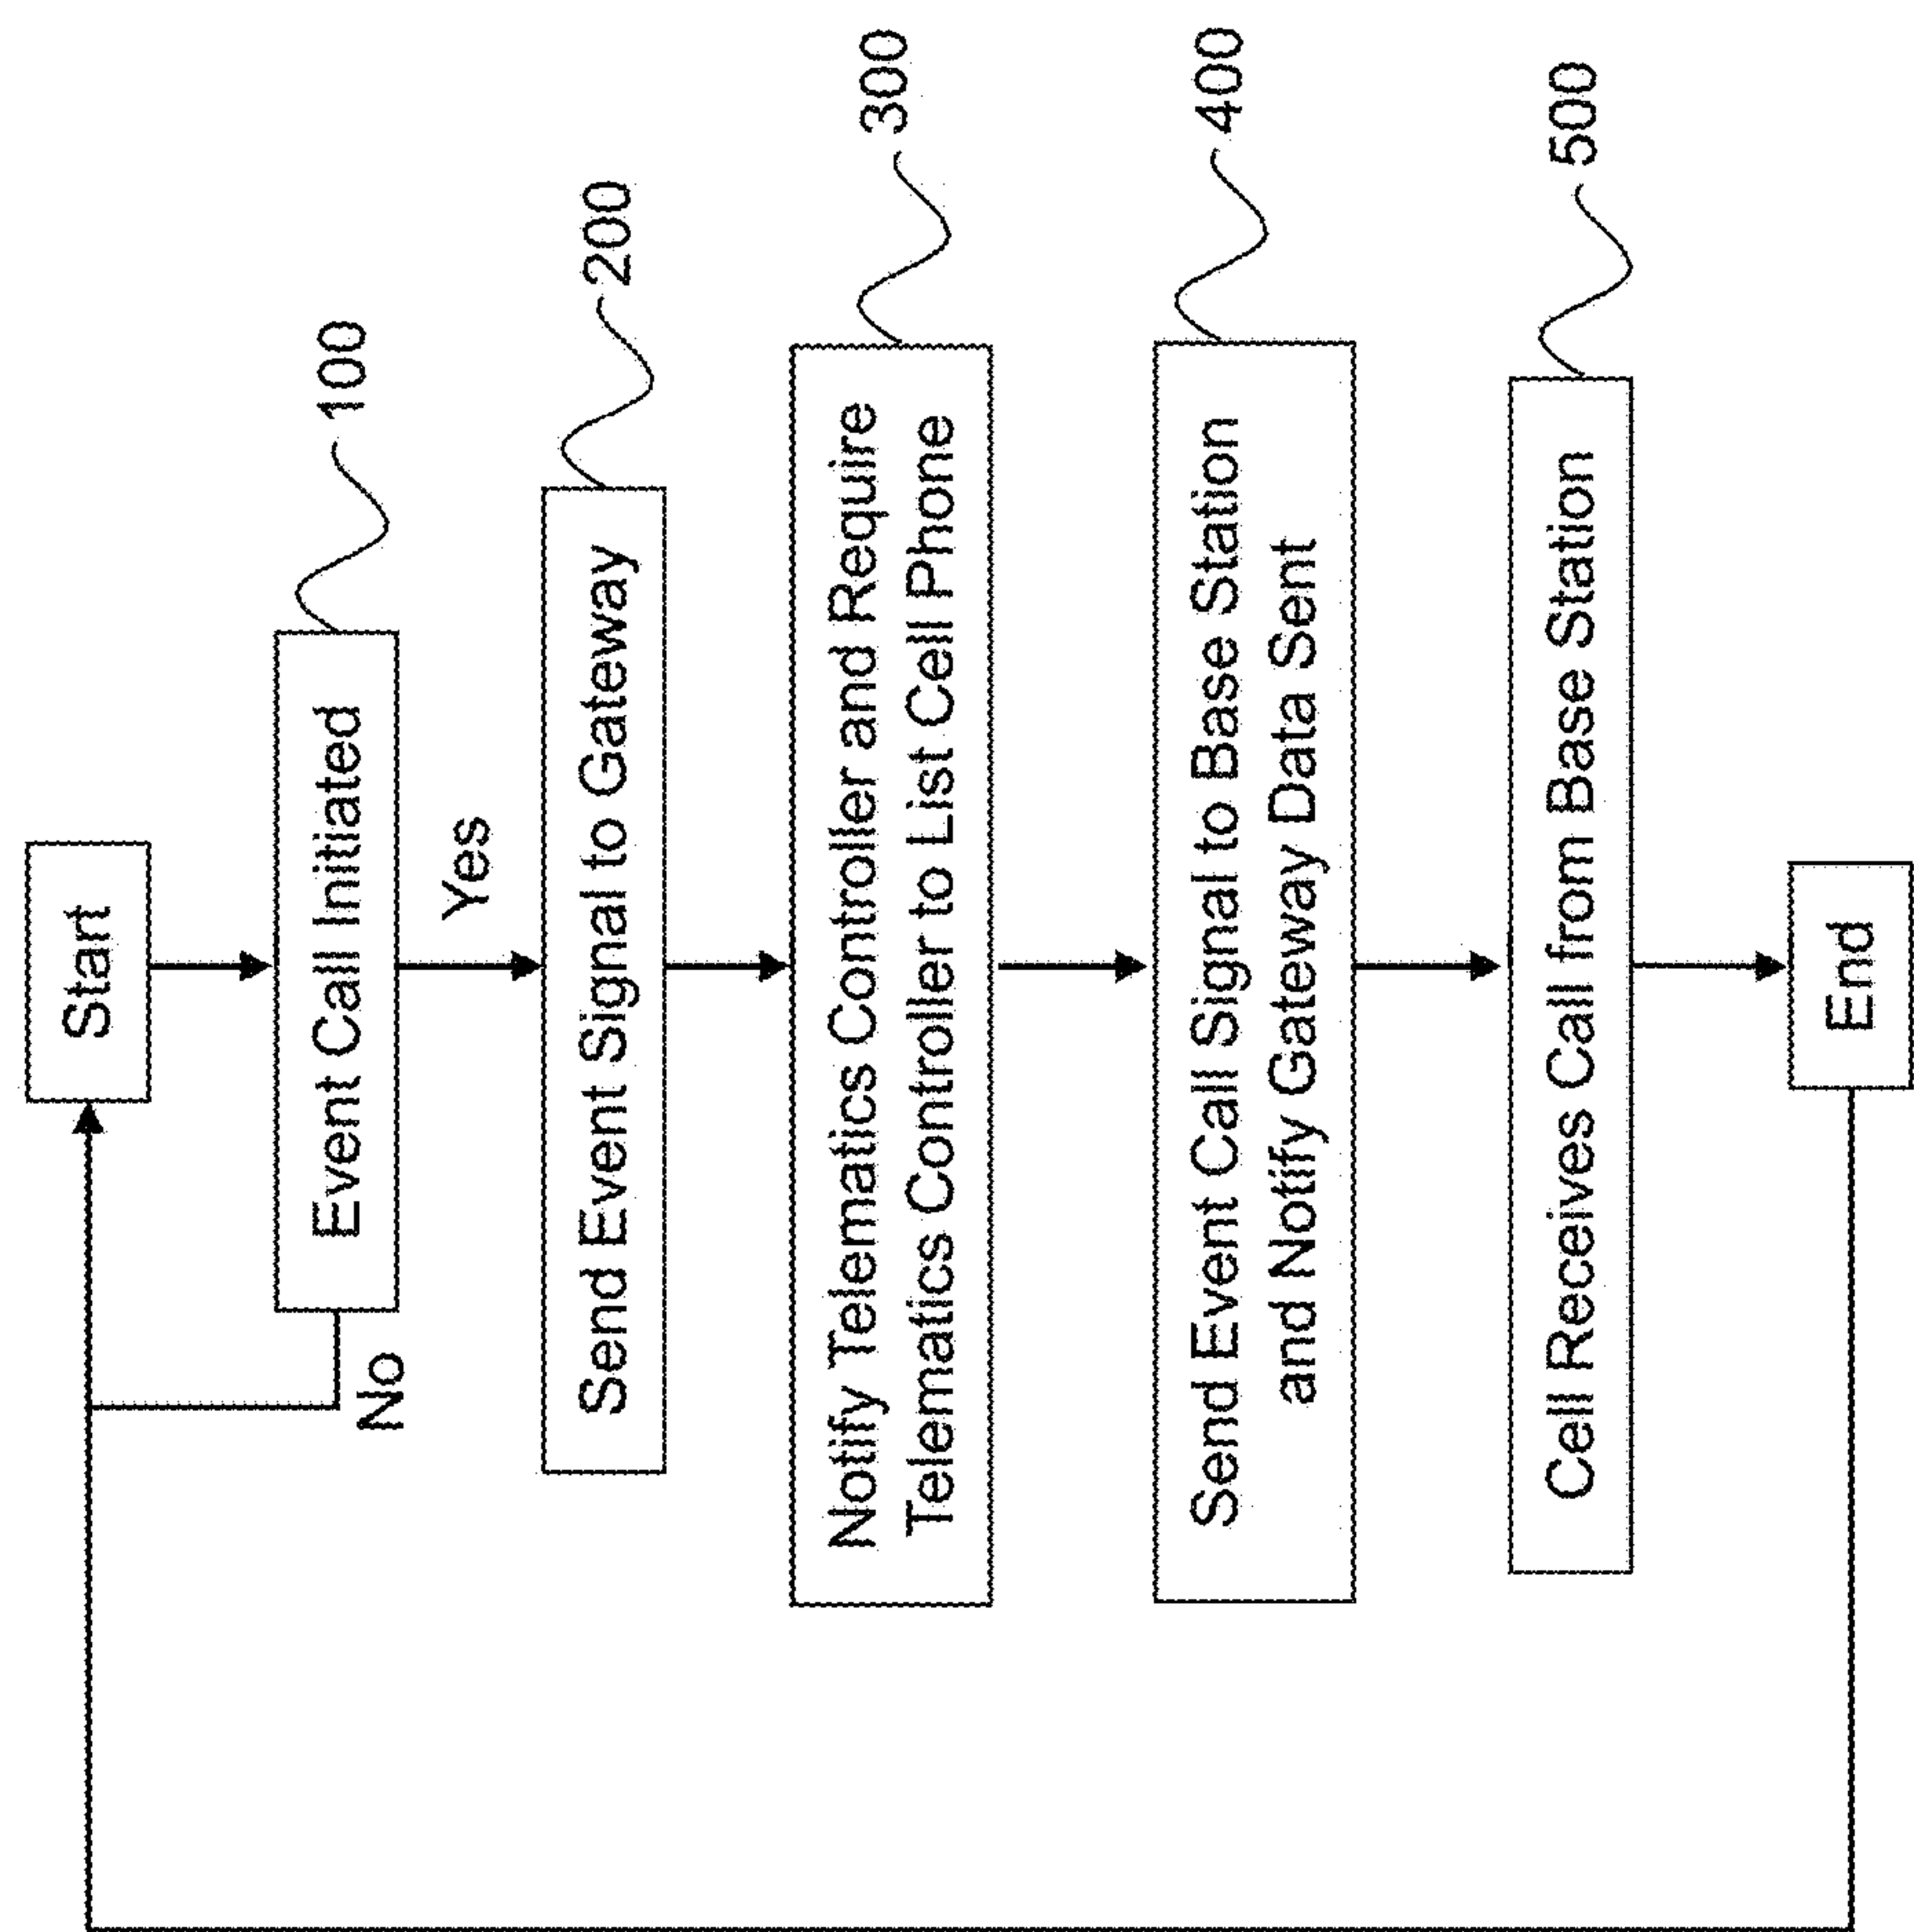 Start
Event Call Initiated
100
No
Yes
Send Event Signal to Gateway
200
Notify Telematics Controller and Require
Telematics Controller to List Cell Phone
300
Send Event Call Signal to Base Station
and Notify Gateway Data Sent
400
Cell Receives Call from Base Station
500
End